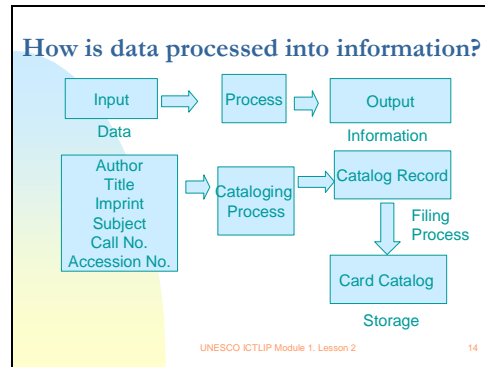 How is data processed into information?
Input
Process
Output
Data
Information
Author
Title
Imprint
Subject
Call No.
Accession No.
Cataloging
Process
Catalog Record
Filing
Process
Card Catalog
Storage
UNESCO ICTLIP Module 1. Lesson 2
14